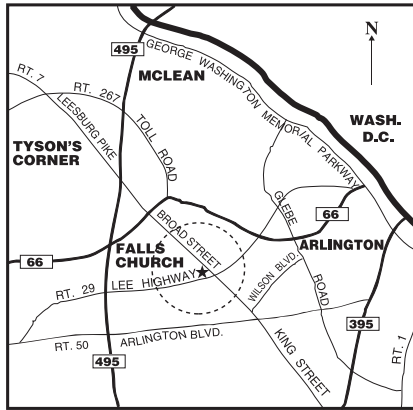 495
GEORGE WASHINGTON MEMORIAL PARKWAY
N
MCLEAN
RT. 7
LEESBURG PIKE
RT. 267
TOLL ROAD
WASH.
D.C.
TYSON'S
CORNER
BROAD STREET
GLEBE
ROAD
66
ARLINGTON
FALLS
CHURCH
66
WILSON BLVD.
RT. 29
LEE HIGHWAY
395
RT. 50
ARLINGTON BLVD.
RT. 1
495
KING STREET